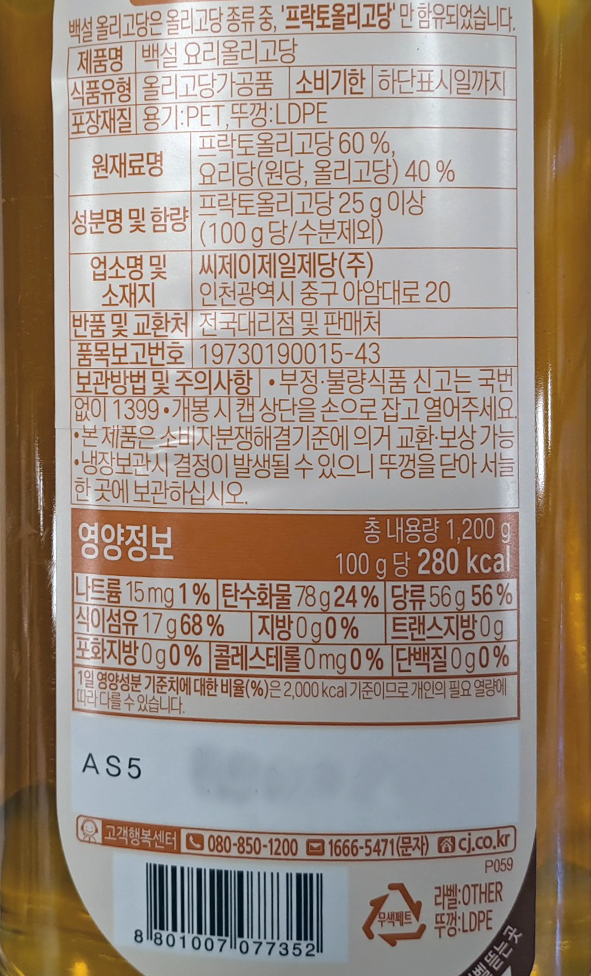 백설 올리고당은 올리고당 종류 중, '프락토올리고당' 만 함유되었습니다.
제품명 백설 요리올리고당
식품유형 올리고당가공품 소비기한 하단표시일까지
포장재질 용기:PET, 뚜껑:LDPE
원재료명 프락토올리고당 60 %,
요리당(원당, 올리고당) 40 %
성분명 및 함량 프락토올리고당 25 g 이상
(100 g 당/수분제외)
업소명 및 소재지 씨제이제일제당(주)
인천광역시 중구 아암대로 20
반품 및 교환처 전국대리점 및 판매처
품목보고번호 19730190015-43
보관방법 및 주의사항 • 부정·불량식품 신고는 국번
없이 1399 • 개봉 시 캡 상단을 손으로 잡고 열어주세요
• 본 제품은 소비자분쟁해결기준에 의거 교환·보상 가능
• 냉장보관 시 결정이 발생될 수 있으니 뚜껑을 닫아 서늘
한 곳에 보관하십시오.
영양정보 총 내용량 1,200 g
100 g 당 280 kcal
나트륨 15 mg 1 % 탄수화물 78 g 24 % 당류 56 g 56 %
식이섬유 17 g 68 % 지방 0 g 0 % 트랜스지방 0 g
포화지방 0 g 0 % 콜레스테롤 0 mg 0 % 단백질 0 g 0 %
1일 영양성분 기준치에 대한 비율(%)은 2,000 kcal 기준이므로 개인의 필요 열량에
따라 다를 수 있습니다.
AS5
고객행복센터 080-850-1200 1666-5471(문자) cj.co.kr
P059
무색페트 라벨:OTHER
뚜껑:LDPE
8 801007 077352
뜯는곳